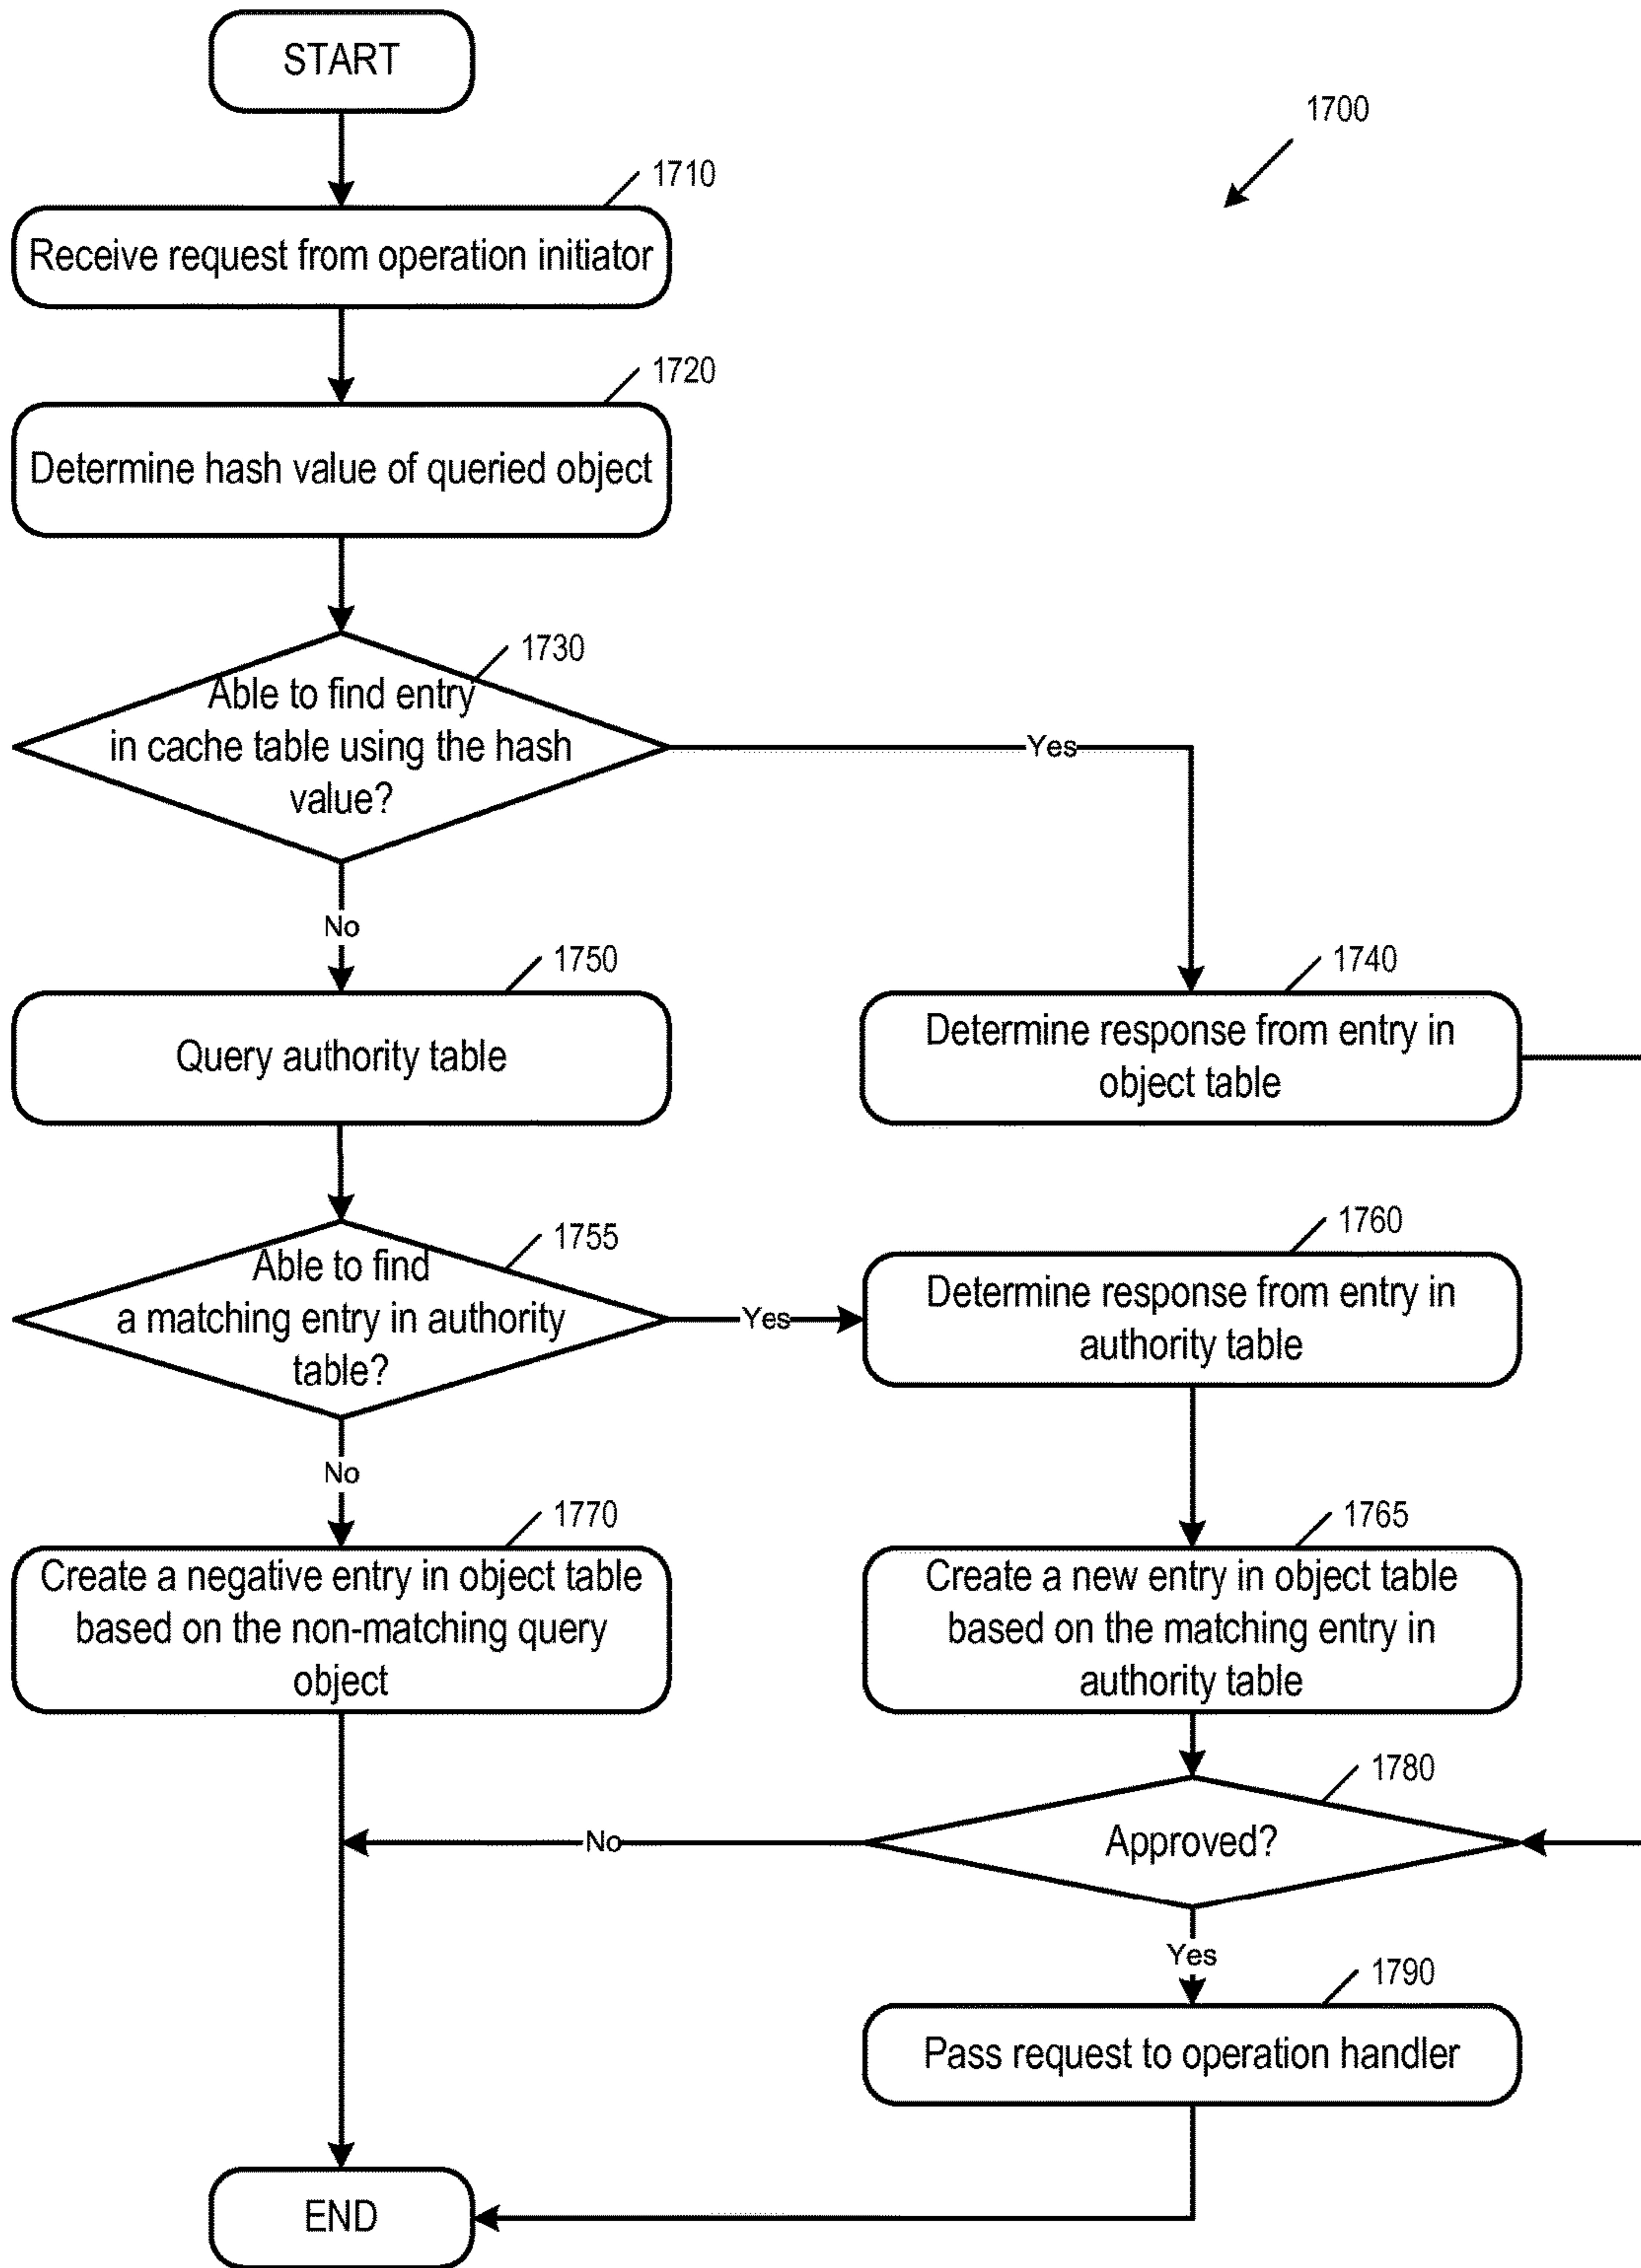 START
1700
1710
Receive request from operation initiator
1720
Determine hash value of queried object
1730
Able to find entry
in cache table using the hash
value?
Yes
No
1750
Query authority table
1740
Determine response from entry in
object table
1755
Able to find
a matching entry in authority
table?
Yes
1760
Determine response from entry in
authority table
No
1770
Create a negative entry in object table
based on the non-matching query
object
1765
Create a new entry in object table
based on the matching entry in
authority table
1780
Approved?
No
Yes
1790
Pass request to operation handler
END